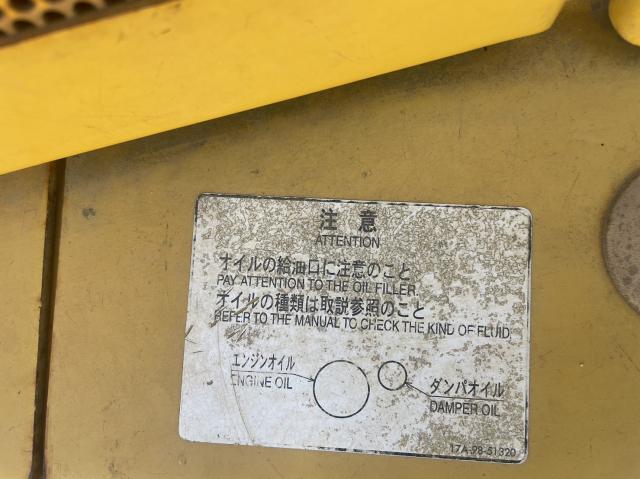 注意
ATTENTION
オイルの給油口に注意のこと
PAY ATTENTION TO THE OIL FILLER
オイルの種類は取説参照のこと
REFER TO THE MANUAL TO CHECK THE KIND OF FLUID
エンジンオイル
ENGINE OIL
ダンパオイル
DAMPER OIL
17A-98-51320